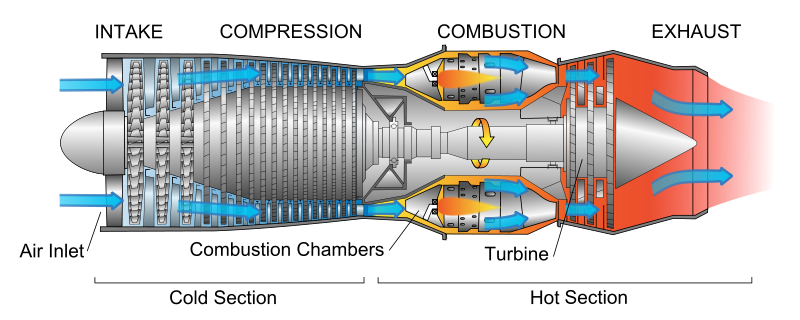 INTAKE COMPRESSION COMBUSTION EXHAUST
Air Inlet
Combustion Chambers
Turbine
Cold Section
Hot Section